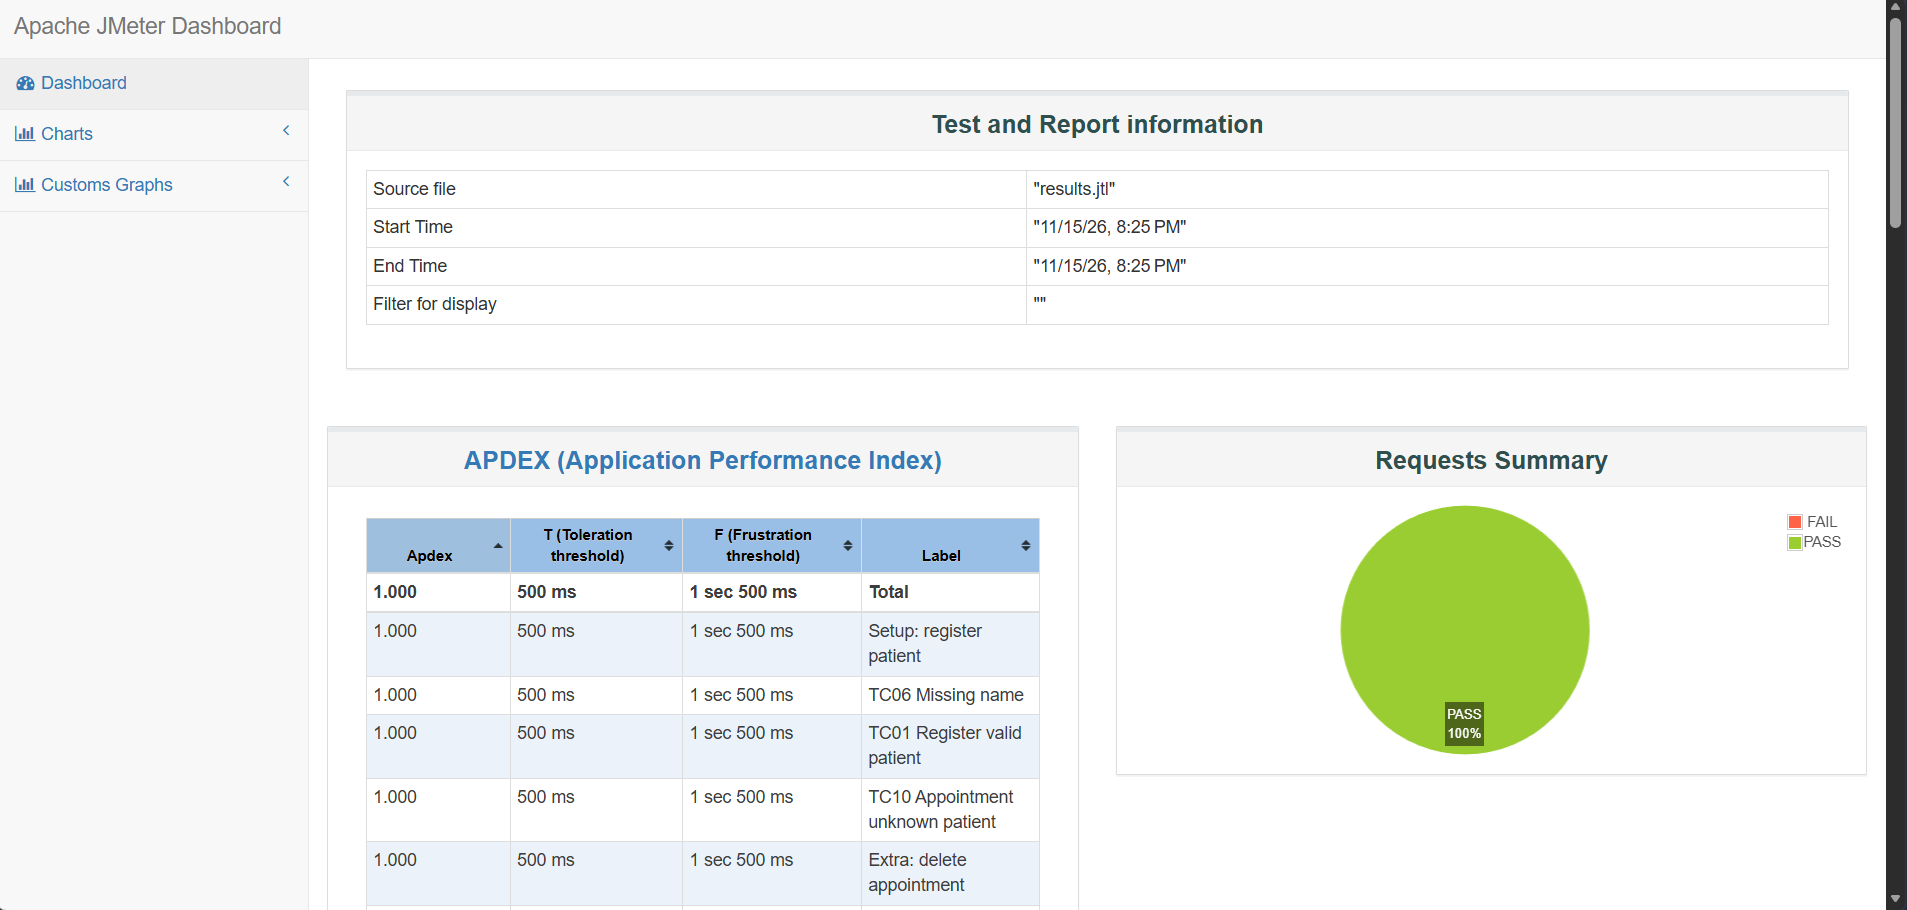 Apache JMeter Dashboard
Dashboard
Charts
Customs Graphs
Test and Report information
Source file "results.jtl"
Start Time "11/15/26, 8:25 PM"
End Time "11/15/26, 8:25 PM"
Filter for display ""
APDEX (Application Performance Index)
Apdex T (Toleration threshold) F (Frustration threshold) Label
1.000 500 ms 1 sec 500 ms Total
1.000 500 ms 1 sec 500 ms Setup: register
patient
1.000 500 ms 1 sec 500 ms TC06 Missing name
1.000 500 ms 1 sec 500 ms TC01 Register valid
patient
1.000 500 ms 1 sec 500 ms TC10 Appointment
unknown patient
1.000 500 ms 1 sec 500 ms Extra: delete
appointment
Requests Summary
FAIL
PASS
PASS
100%